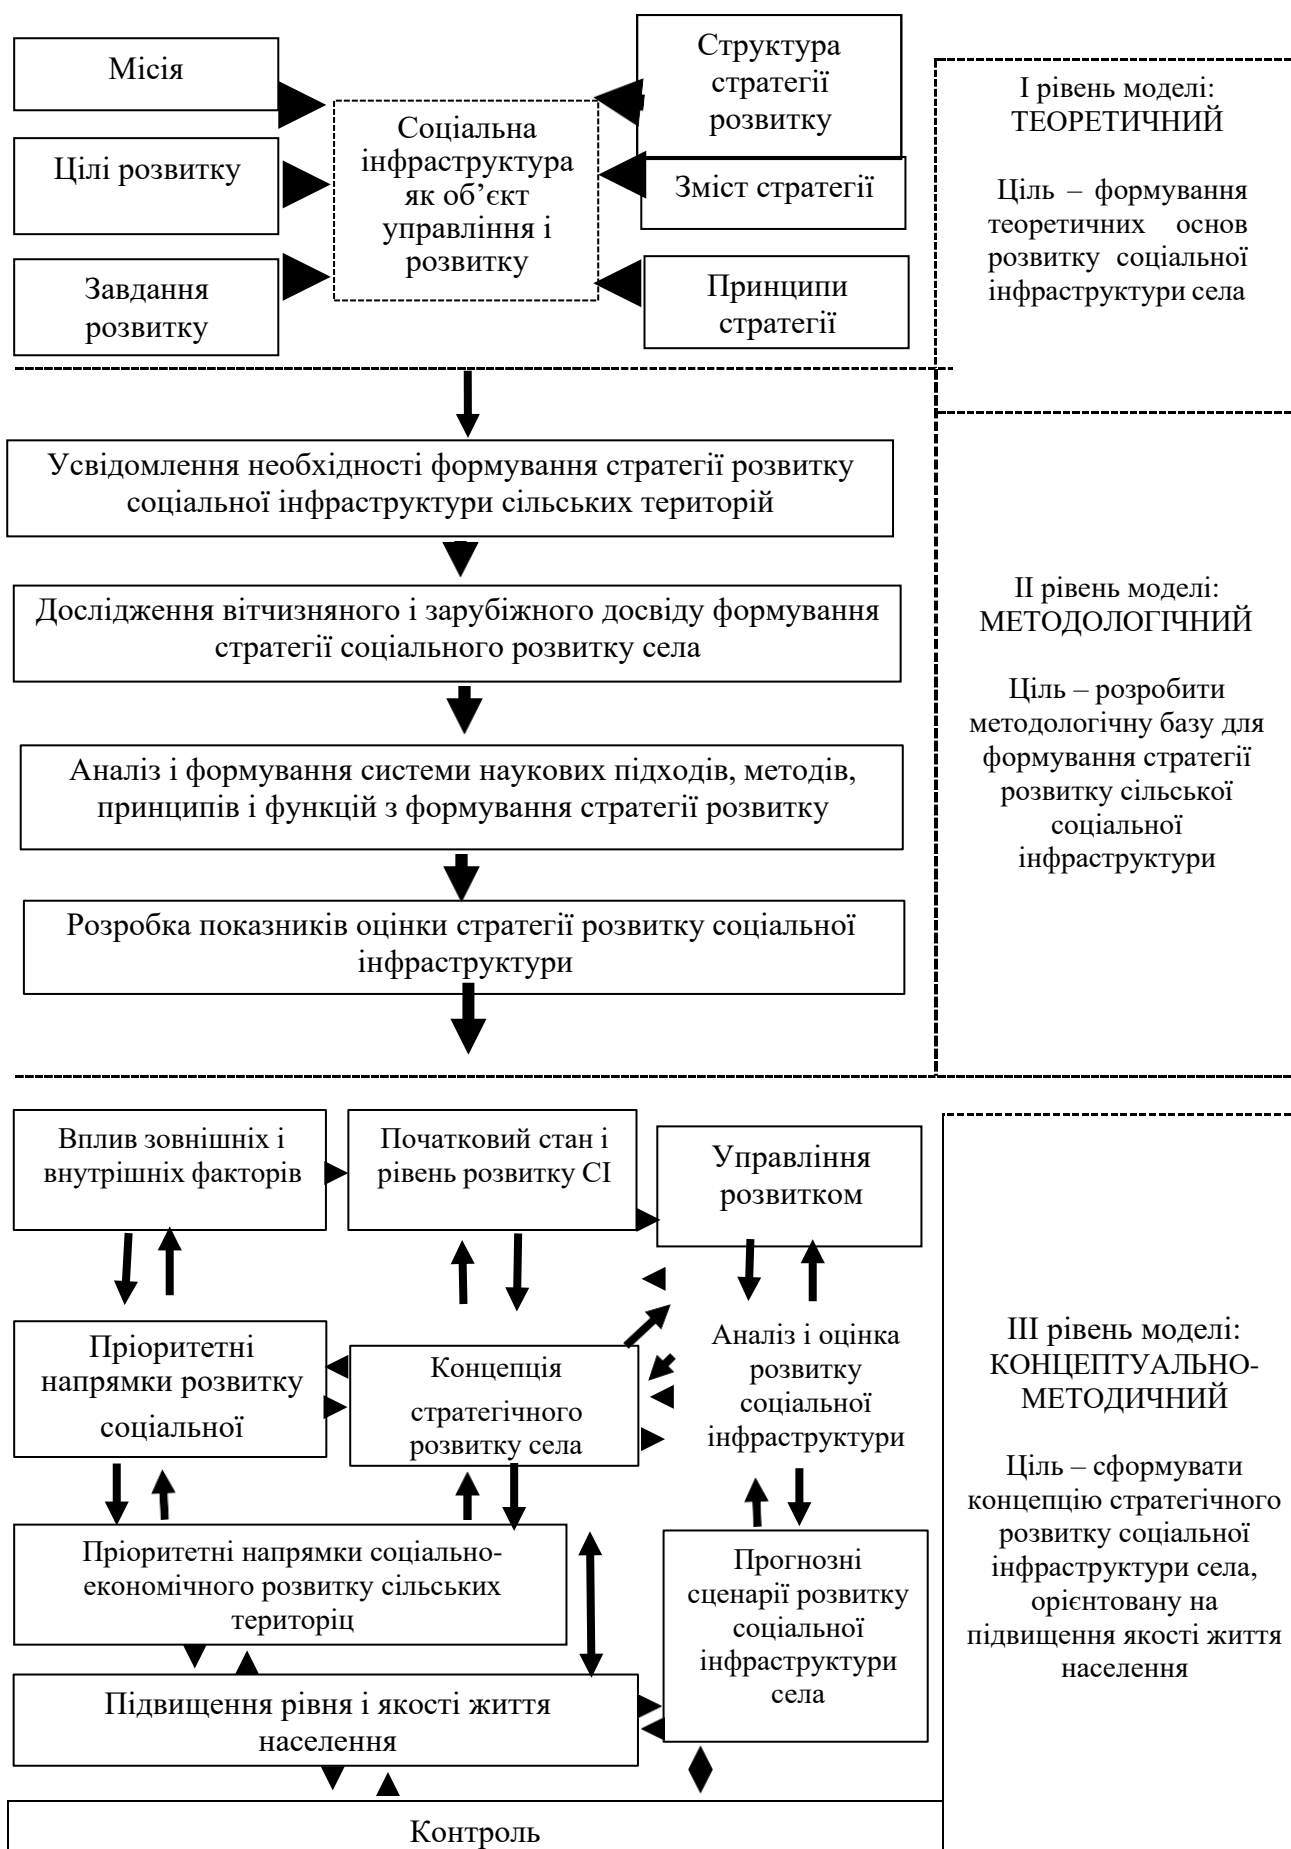 Місія
Цілі розвитку
Завдання
розвитку
Соціальна
інфраструктура
як об’єкт
управління і
розвитку
Структура
стратегії
розвитку
Зміст стратегії
Принципи
стратегії
І рівень моделі:
ТЕОРЕТИЧНИЙ
Ціль – формування
теоретичних основ
розвитку соціальної
інфраструктури села
Усвідомлення необхідності формування стратегії розвитку
соціальної інфраструктури сільських територій
Дослідження вітчизняного і зарубіжного досвіду формування
стратегії соціального розвитку села
Аналіз і формування системи наукових підходів, методів,
принципів і функцій з формування стратегії розвитку
Розробка показників оцінки стратегії розвитку соціальної
інфраструктури
ІІ рівень моделі:
МЕТОДОЛОГІЧНИЙ
Ціль – розробити
методологічну базу для
формування стратегії
розвитку сільської
соціальної
інфраструктури
Вплив зовнішніх і
внутрішніх факторів
Початковий стан і
рівень розвитку СІ
Управління
розвитком
Пріоритетні
напрямки розвитку
соціальної
Концепція
стратегічного
розвитку села
Аналіз і оцінка
розвитку
соціальної
інфраструктури
Пріоритетні напрямки соціально-
економічного розвитку сільських
територіц
Прогнозні
сценарії розвитку
соціальної
інфраструктури
села
Підвищення рівня і якості життя
населення
Контроль
ІІІ рівень моделі:
КОНЦЕПТУАЛЬНО-
МЕТОДИЧНИЙ
Ціль – сформувати
концепцію стратегічного
розвитку соціальної
інфраструктури села,
орієнтовану на
підвищення якості життя
населення